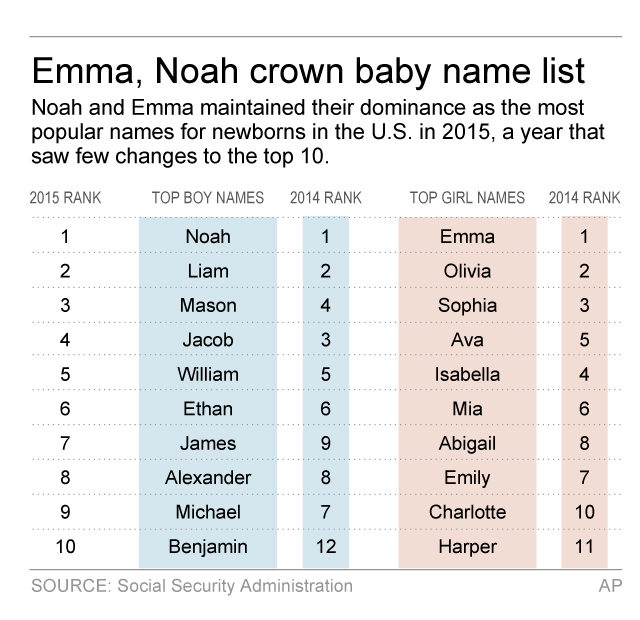 Emma, Noah crown baby name list
Noah and Emma maintained their dominance as the most
popular names for newborns in the U.S. in 2015, a year that
saw few changes to the top 10.
2015 RANK TOP BOY NAMES 2014 RANK TOP GIRL NAMES 2014 RANK
1 Noah 1 Emma 1
2 Liam 2 Olivia 2
3 Mason 4 Sophia 3
4 Jacob 3 Ava 5
5 William 5 Isabella 4
6 Ethan 6 Mia 6
7 James 9 Abigail 8
8 Alexander 8 Emily 7
9 Michael 7 Charlotte 10
10 Benjamin 12 Harper 11
SOURCE: Social Security Administration AP